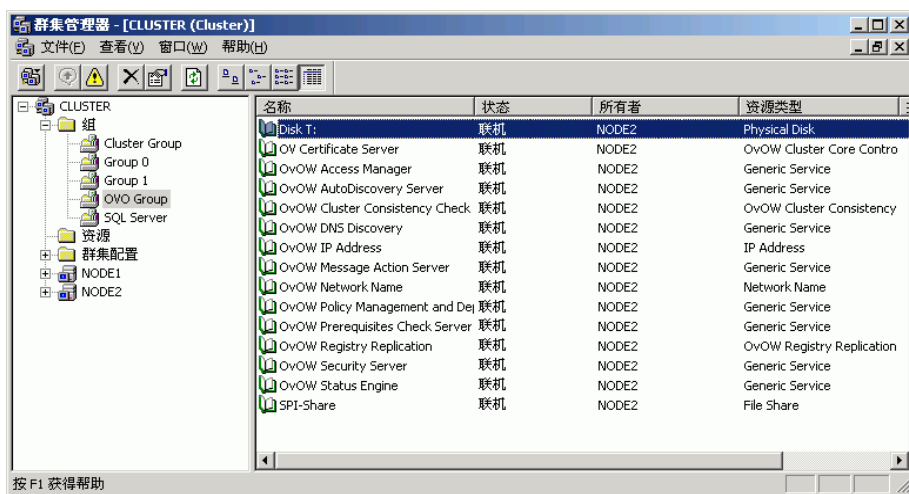 群集管理器 - [CLUSTER (Cluster)]
文件(F) 查看(V) 窗口(W) 帮助(H)
CLUSTER
组
Cluster Group
Group 0
Group 1
OVO Group
SQL Server
资源
群集配置
NODE1
NODE2
名称 状态 所有者 资源类型
Disk T: 联机 NODE2 Physical Disk
OV Certificate Server 联机 NODE2 OvOW Cluster Core Contro
OvOW Access Manager 联机 NODE2 Generic Service
OvOW AutoDiscovery Server 联机 NODE2 Generic Service
OvOW Cluster Consistency Check 联机 NODE2 OvOW Cluster Consistency
OvOW DNS Discovery 联机 NODE2 Generic Service
OvOW IP Address 联机 NODE2 IP Address
OvOW Message Action Server 联机 NODE2 Generic Service
OvOW Network Name 联机 NODE2 Network Name
OvOW Policy Management and De 联机 NODE2 Generic Service
OvOW Prerequisites Check Server 联机 NODE2 Generic Service
OvOW Registry Replication 联机 NODE2 OvOW Registry Replication
OvOW Security Server 联机 NODE2 Generic Service
OvOW Status Engine 联机 NODE2 Generic Service
SPI-Share 联机 NODE2 File Share
按 F1 获得帮助